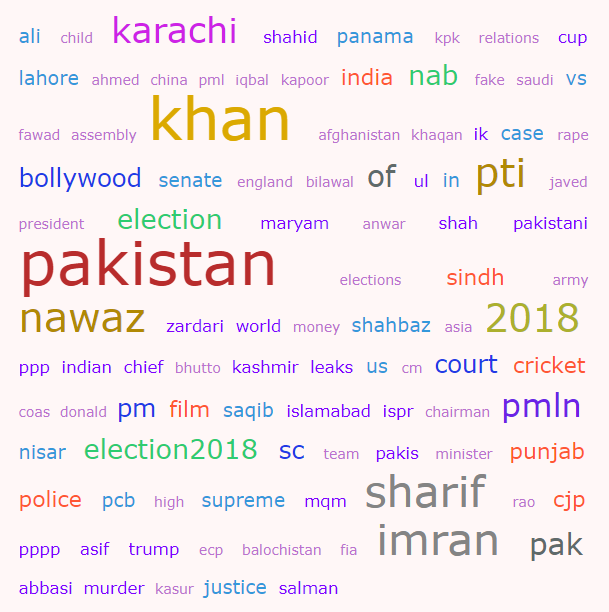 ali child karachi shahid panama kpk relations cup
lahore ahmed china pml iqbal kapoor india nab fake saudi vs
fawad assembly khan afghanistan khaqan ik case rape
bollywood senate england bilawal of ul in pti javed
president election maryam anwar shah pakistani
pakistan elections sindh army
nawaz zardari world money shahbaz asia 2018
ppp indian chief bhutto kashmir leaks us cm court cricket
coas donald pm film saqib islamabad ispr chairman pmln
nisar election2018 sc team pakis minister punjab
police pcb high supreme mqm sharif rao cjp
pppp asif trump ecp balochistan fia imran pak
abbasi murder kasur justice salman